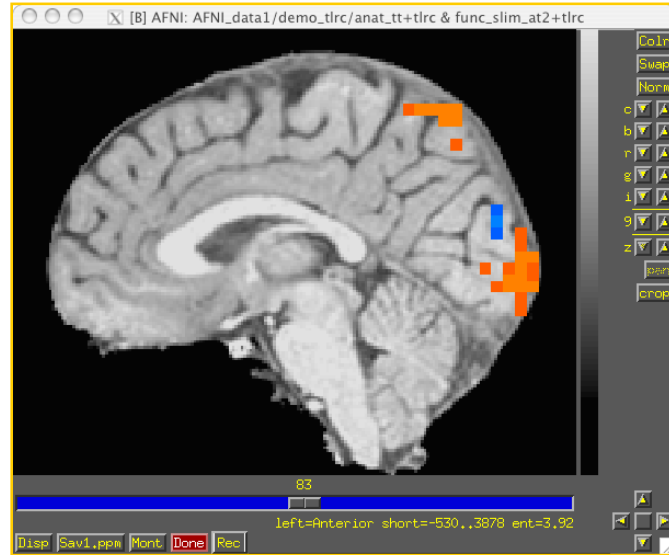 [B] AFNI: AFNI_data1/demo_tlrc/anat_tt+tlrc & func_slim_at2+tlrc
Colr
Swap
Norm
c
b
r
g
i
9
z
pan
crop
83
left=Anterior short=-530..3878 ent=3.92
Disp Sav1.ppm Mont Done Rec